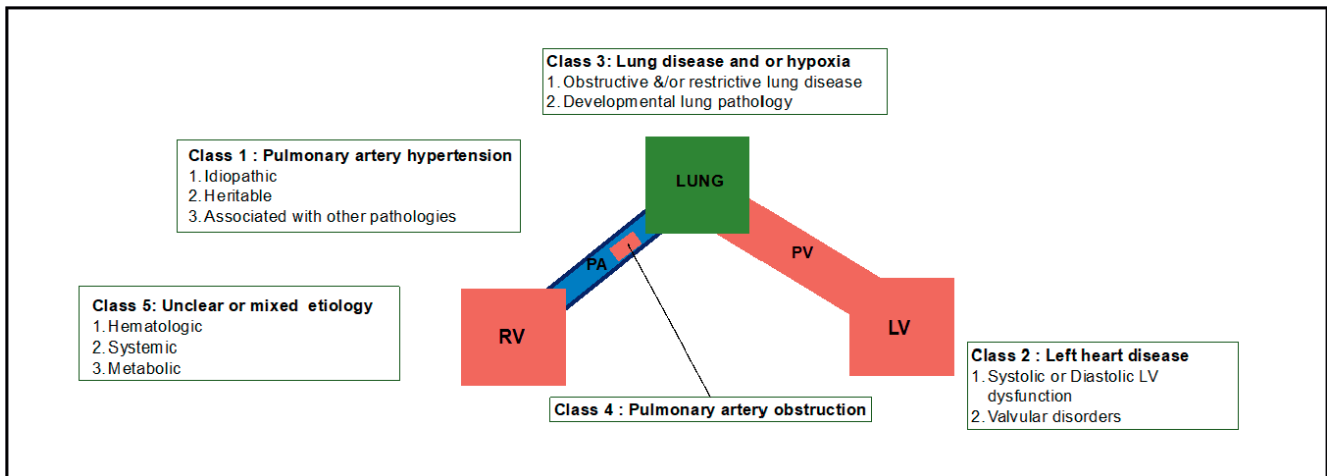 Class 3: Lung disease and or hypoxia
1. Obstructive &/or restrictive lung disease
2. Developmental lung pathology
Class 1 : Pulmonary artery hypertension
1. Idiopathic
2. Heritable
3. Associated with other pathologies
LUNG
PA
PV
Class 5: Unclear or mixed etiology
1. Hematologic
2. Systemic
3. Metabolic
RV
LV
Class 2 : Left heart disease
1. Systolic or Diastolic LV
dysfunction
2. Valvular disorders
Class 4 : Pulmonary artery obstruction